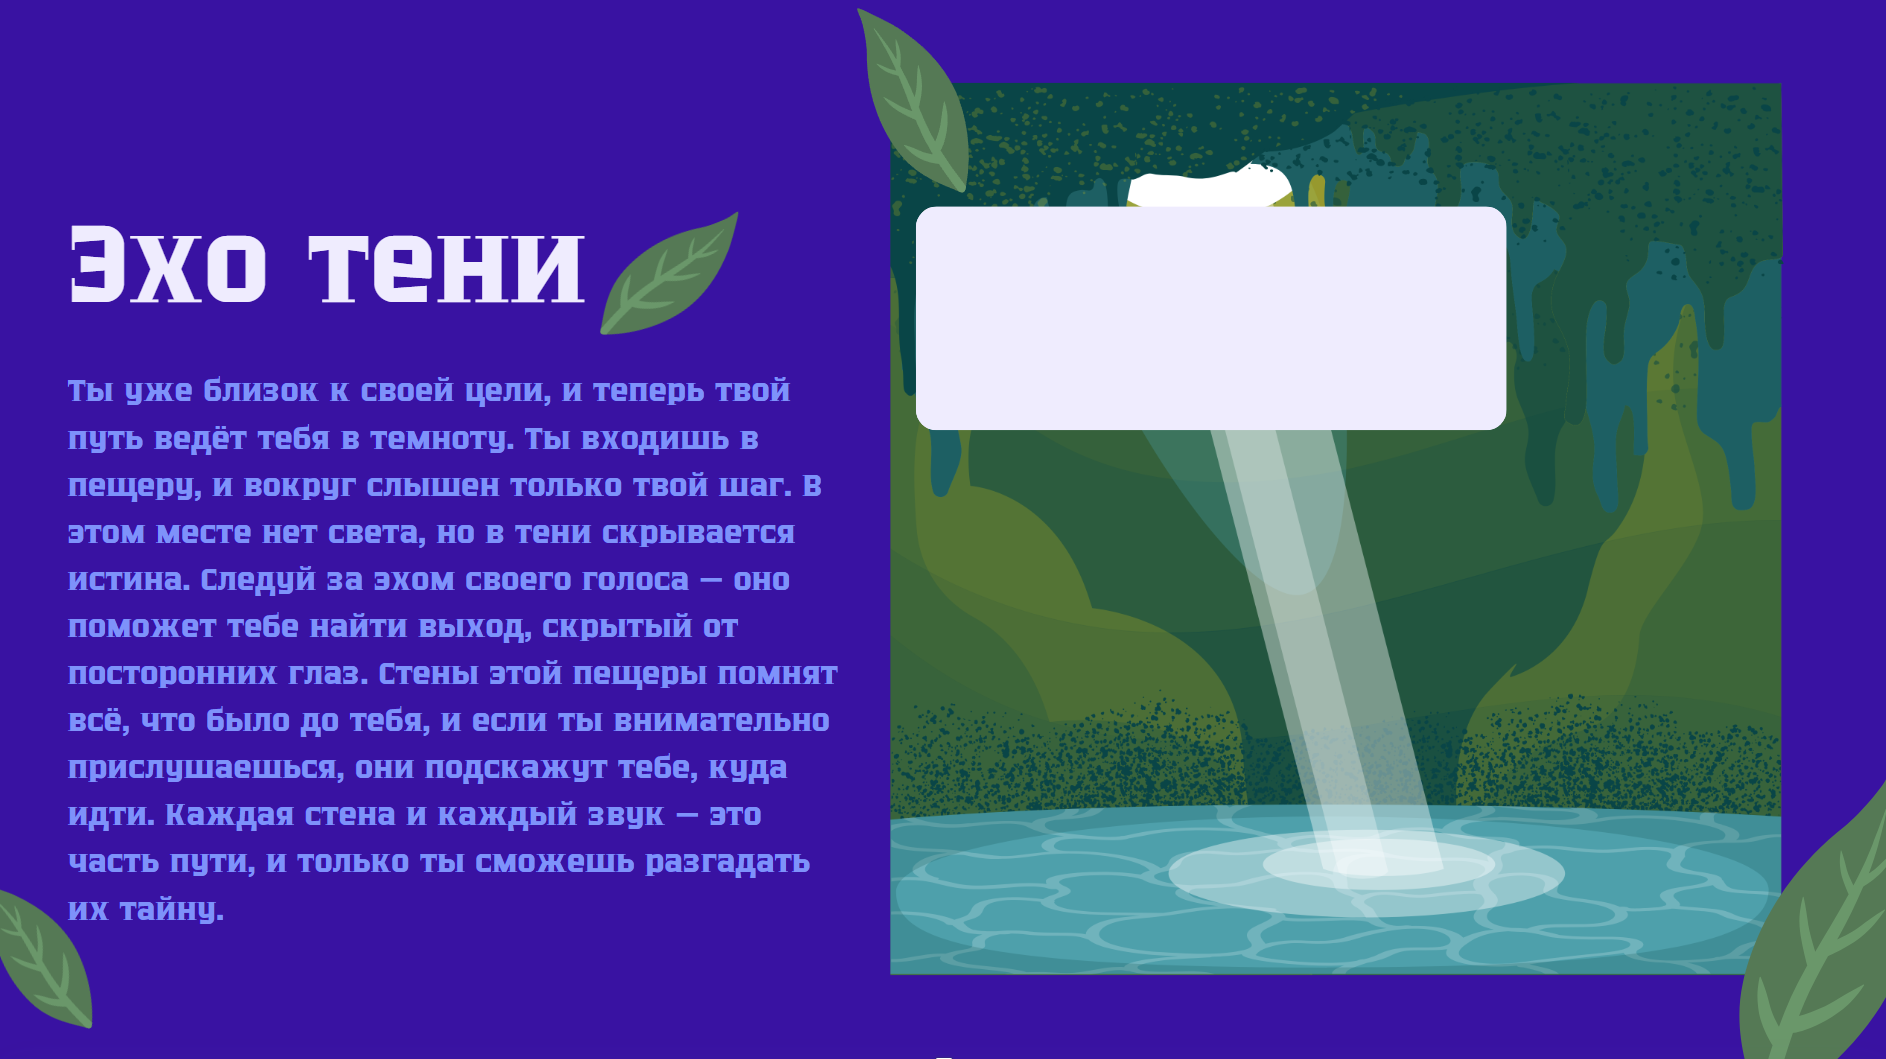 Эхо тени
Ты уже близок к своей цели, и теперь твой
путь ведёт тебя в темноту. Ты входишь в
пещеру, и вокруг слышен только твой шаг. В
этом месте нет света, но в тени скрывается
истина. Следуй за эхом своего голоса — оно
поможет тебе найти выход, скрытый от
посторонних глаз. Стены этой пещеры помнят
всё, что было до тебя, и если ты внимательно
прислушаешься, они подскажут тебе, куда
идти. Каждая стена и каждый звук — это
часть пути, и только ты сможешь разгадать
их тайну.